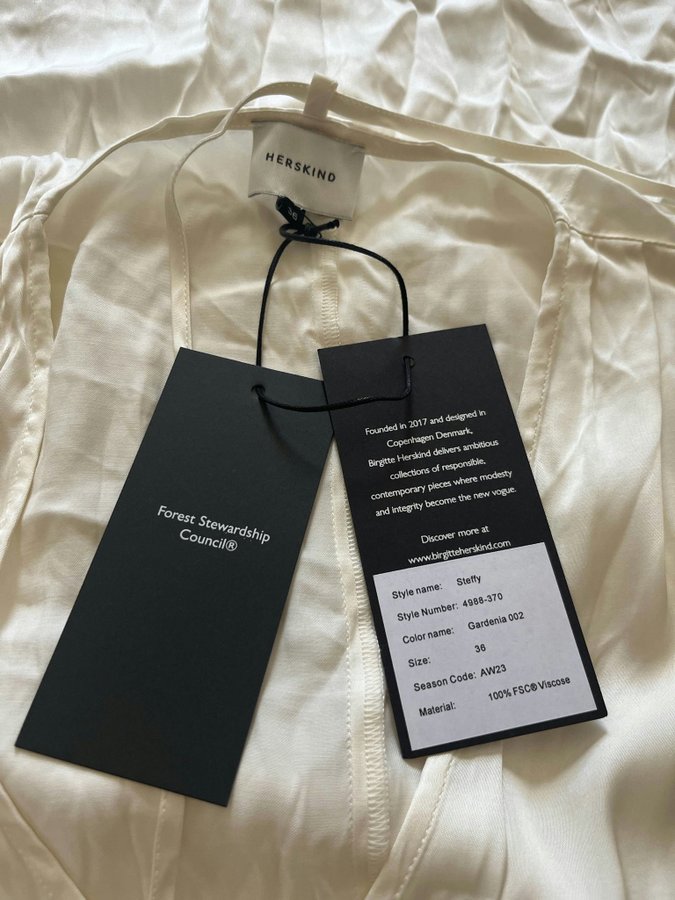 HERSKIND
36
Forest Stewardship
Council®
Founded in 2017 and designed in
Copenhagen Denmark,
Birgitte Herskind delivers ambitious
collections of responsible,
contemporary pieces where modesty
and integrity become the new vogue.
Discover more at
www.birgitteherskind.com
Style name: Steffy
Style Number: 4988-370
Color name: Gardenia 002
Size: 36
Season Code: AW23
Material: 100% FSC® Viscose